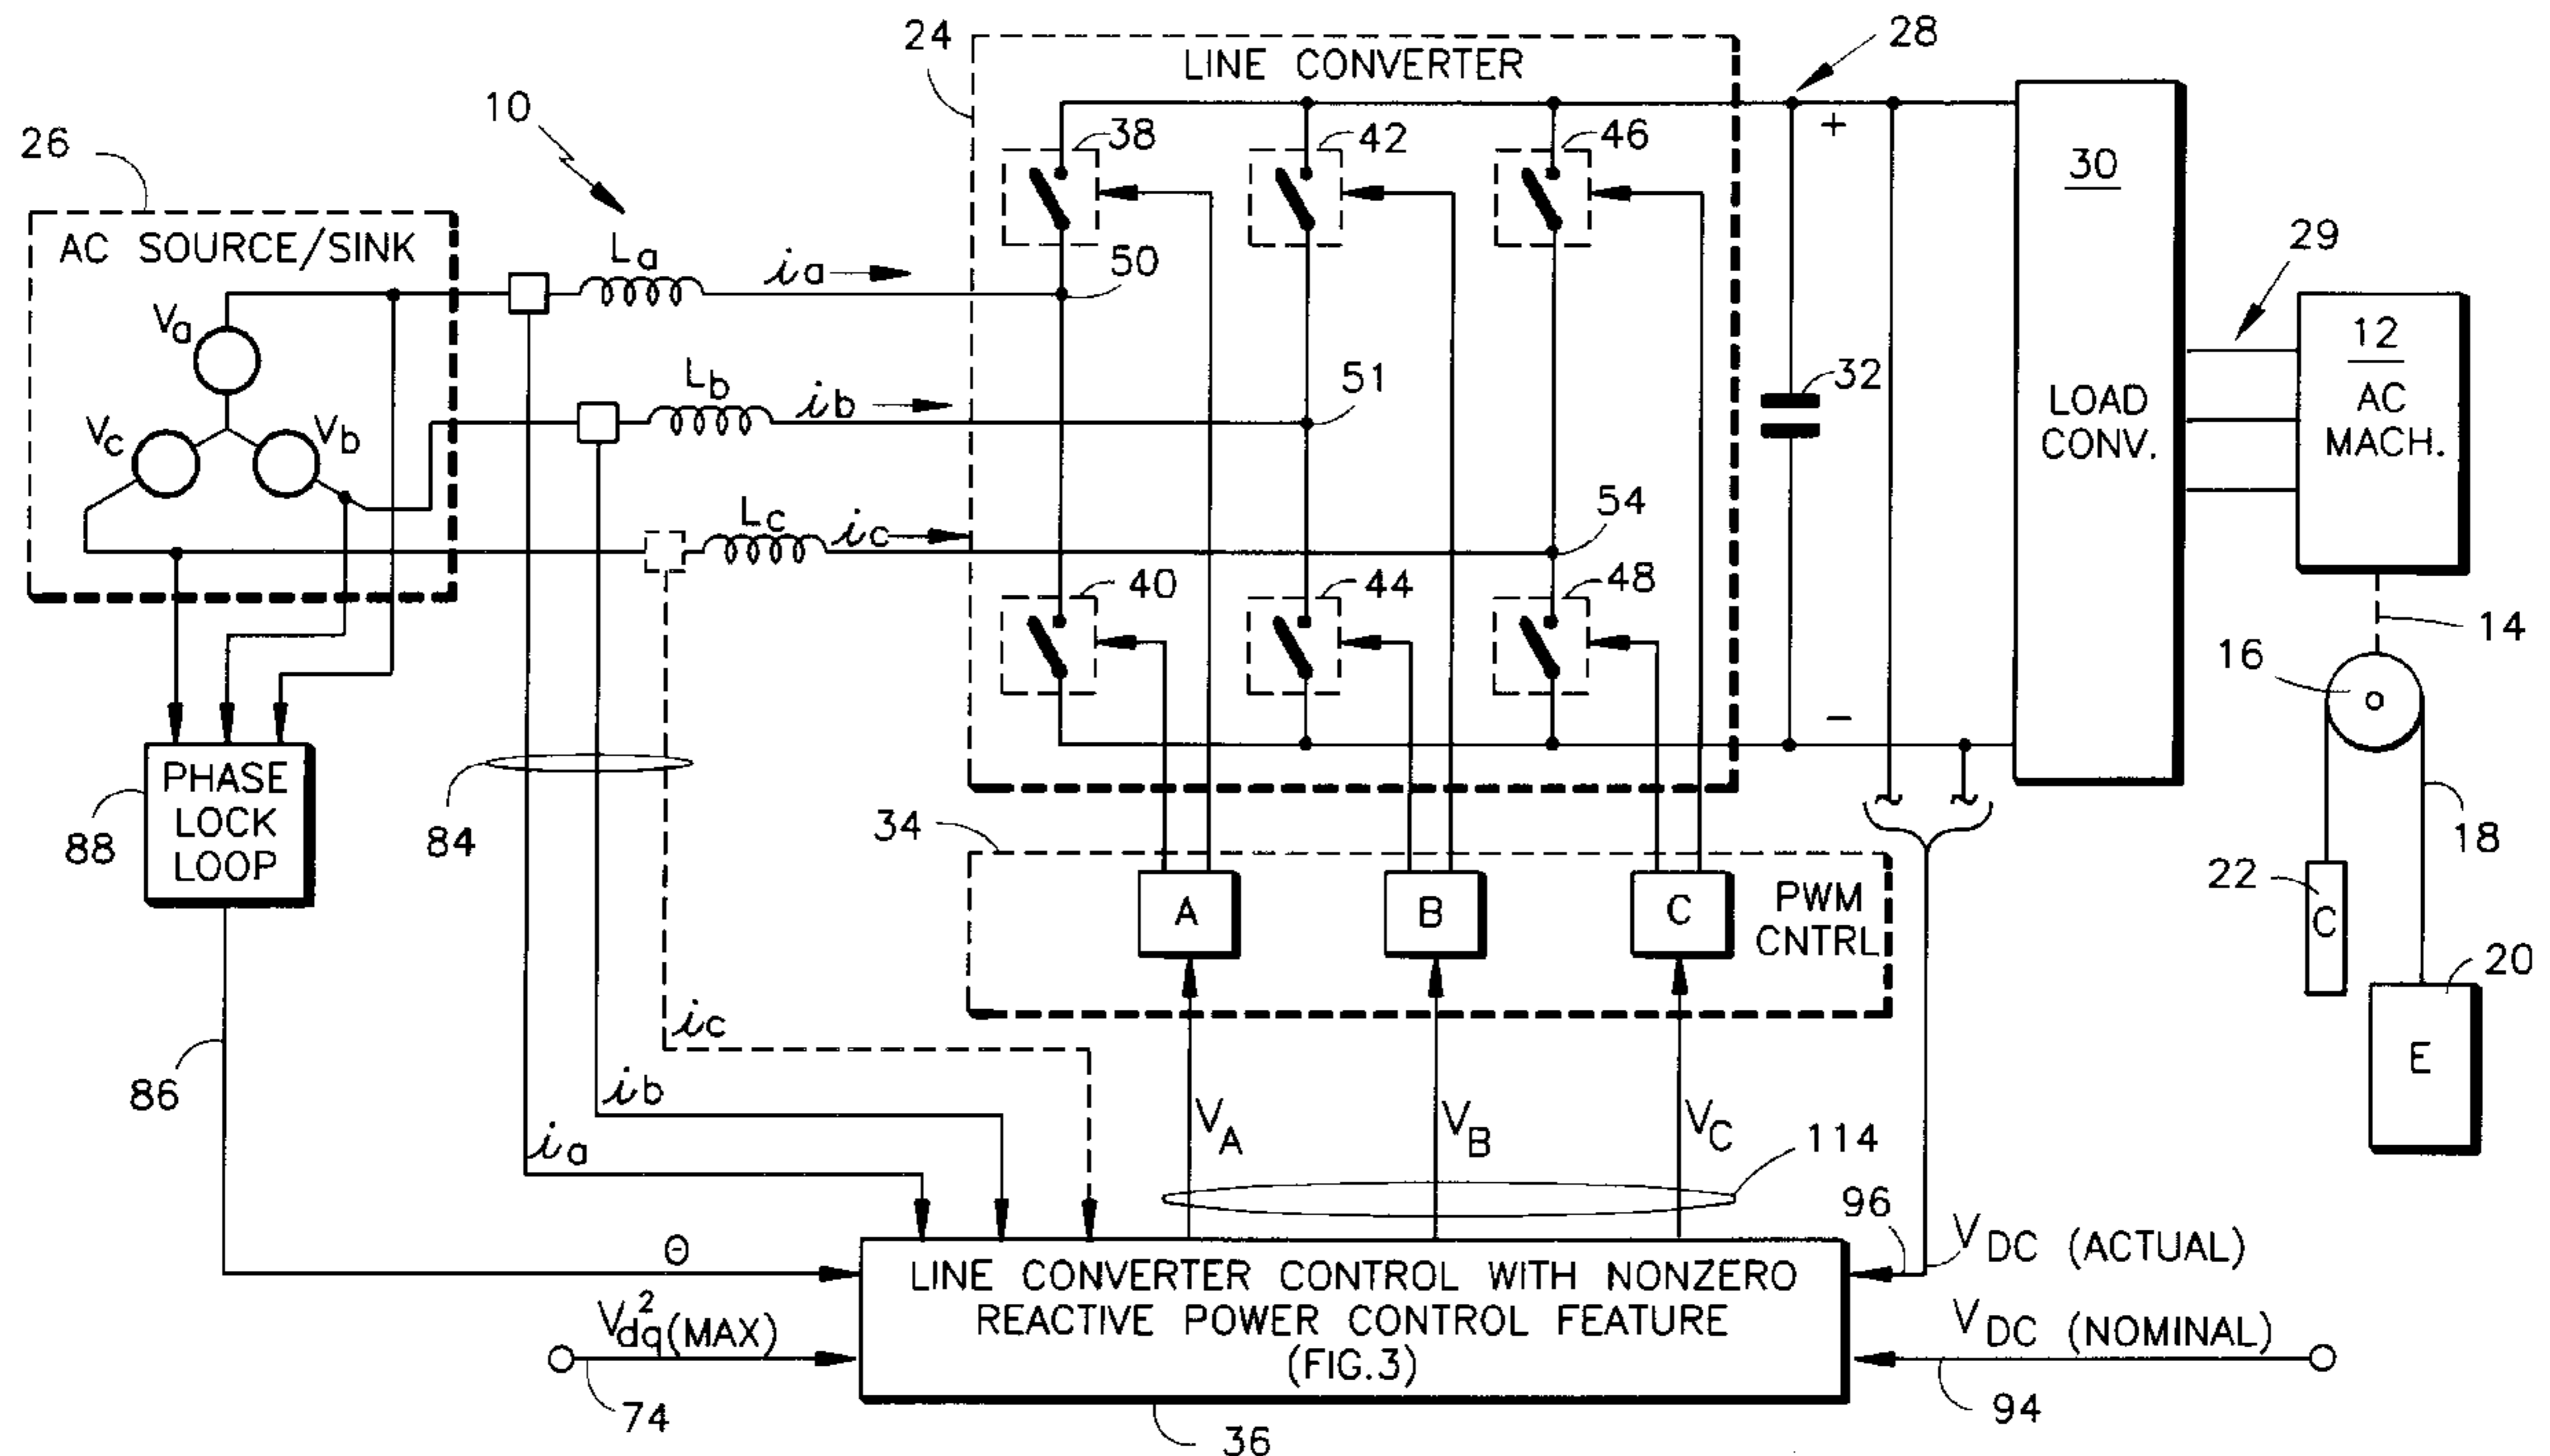 24
LINE CONVERTER
28
10
26
38
42
46
+
30
AC SOURCE/SINK
La
ia
50
29
Va
12
AC
MACH.
Lb
ib
51
32
LOAD
CONV.
Vc
Vb
Lc
ic
54
40
44
48
14
16
−
PHASE
LOCK
LOOP
88
84
34
18
22
C
A
B
C
PWM
CNTRL
20
E
ic
86
ib
VA
VB
VC
114
ia
96
VDC (ACTUAL)
θ
LINE CONVERTER CONTROL WITH NONZERO
REACTIVE POWER CONTROL FEATURE
(FIG.3)
V²dq(MAX)
VDC (NOMINAL)
74
36
94